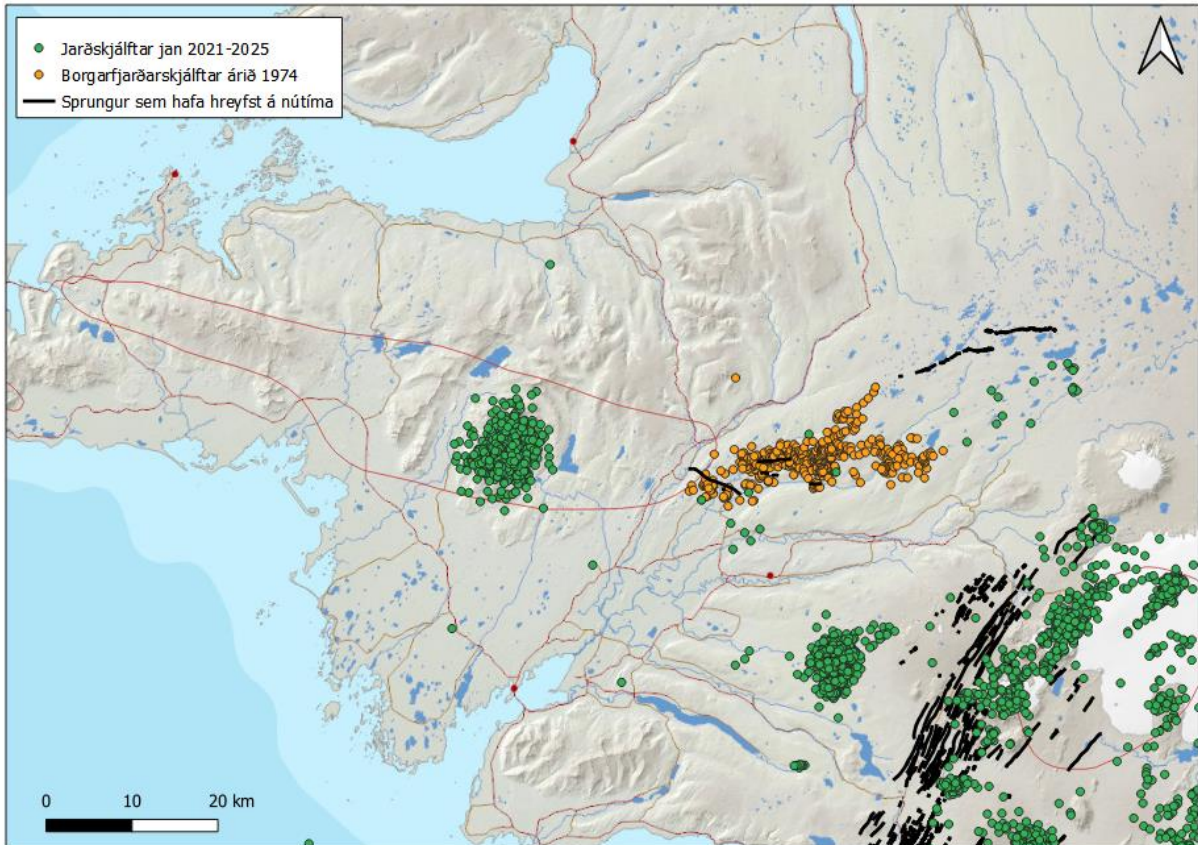 Jarðskjálftar jan 2021-2025
Borgarfjarðarskjálftar árið 1974
Sprungur sem hafa hreyfst á nútíma
0 10 20 km